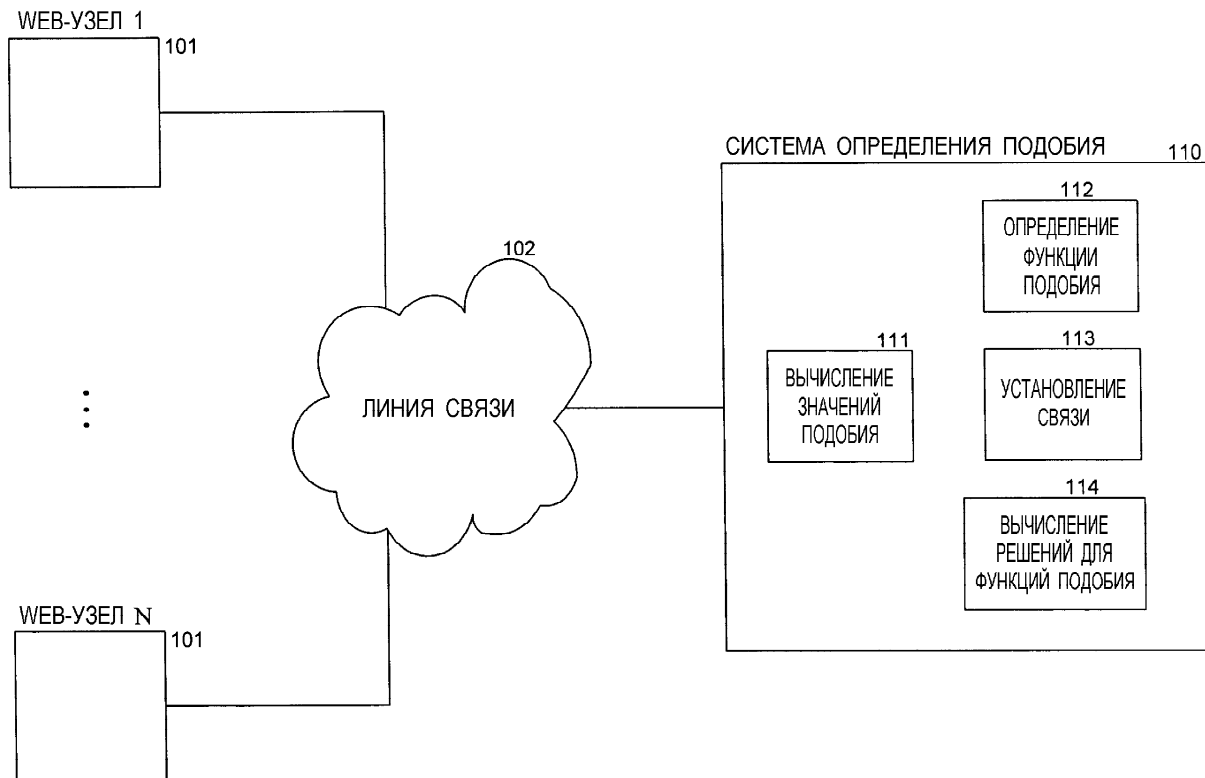 WEB-УЗЕЛ 1
101
СИСТЕМА ОПРЕДЕЛЕНИЯ ПОДОБИЯ
110
112
ОПРЕДЕЛЕНИЕ
ФУНКЦИИ
ПОДОБИЯ
102
ЛИНИЯ СВЯЗИ
111
ВЫЧИСЛЕНИЕ
ЗНАЧЕНИЙ
ПОДОБИЯ
113
УСТАНОВЛЕНИЕ
СВЯЗИ
114
ВЫЧИСЛЕНИЕ
РЕШЕНИЙ ДЛЯ
ФУНКЦИЙ ПОДОБИЯ
WEB-УЗЕЛ N
101